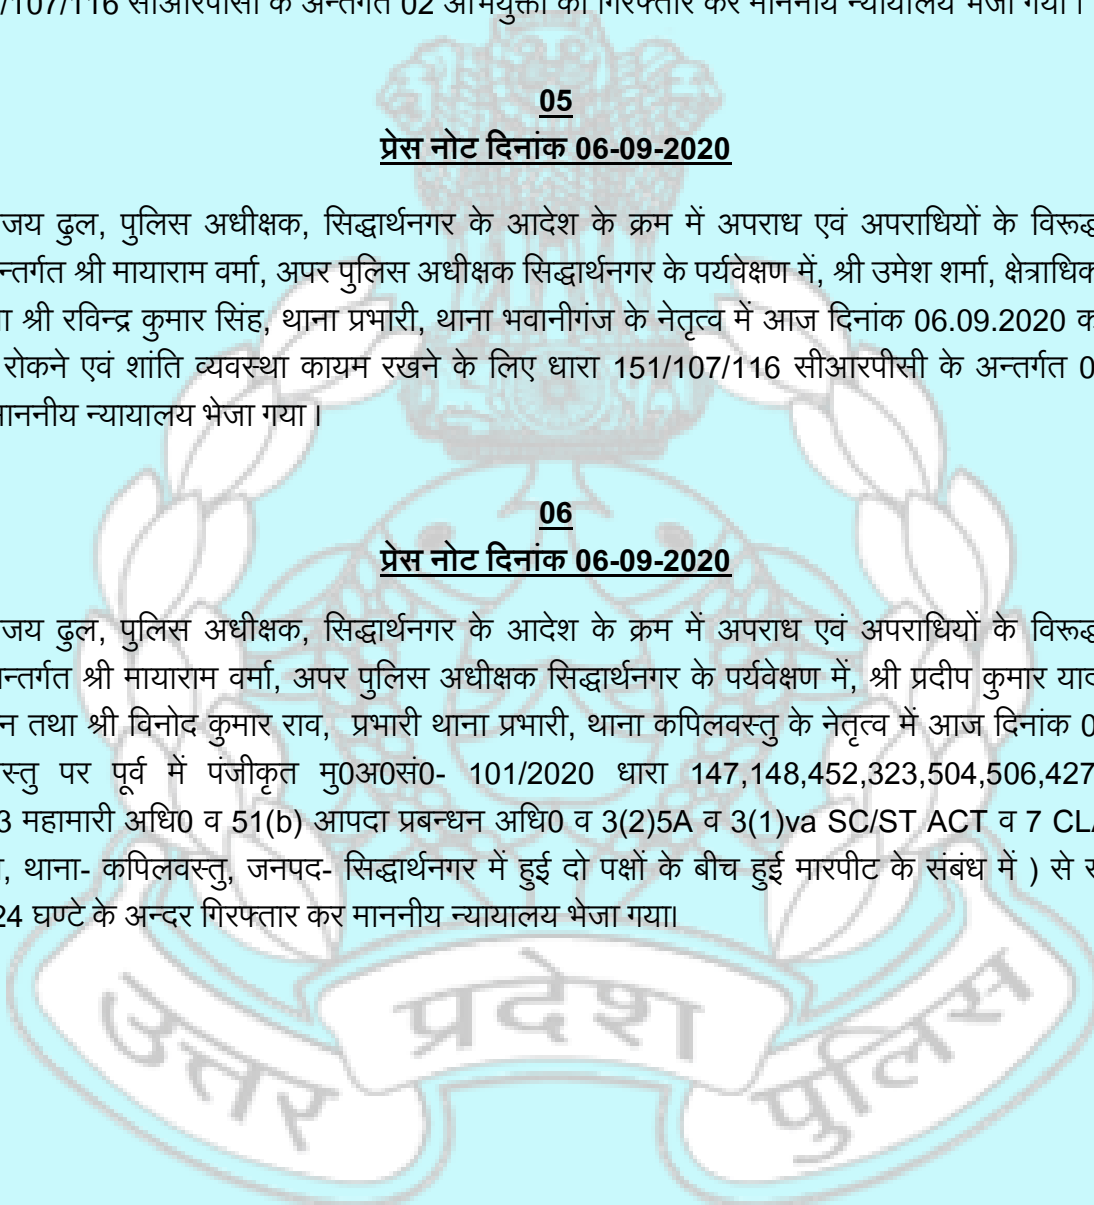 /107/116 सीआरपीसी के अन्तर्गत 02 अभियुक्तों को गिरफ्तार कर माननीय न्यायालय भेजा गया।
05
प्रेस नोट दिनांक 06-09-2020
जय ढुल, पुलिस अधीक्षक, सिद्धार्थनगर के आदेश के क्रम में अपराध एवं अपराधियों के विरूद्ध
न्तर्गत श्री मायाराम वर्मा, अपर पुलिस अधीक्षक सिद्धार्थनगर के पर्यवेक्षण में, श्री उमेश शर्मा, क्षेत्राधिक
ा श्री रविन्द्र कुमार सिंह, थाना प्रभारी, थाना भवानीगंज के नेतृत्व में आज दिनांक 06.09.2020 क
रोकने एवं शांति व्यवस्था कायम रखने के लिए धारा 151/107/116 सीआरपीसी के अन्तर्गत 0
माननीय न्यायालय भेजा गया।
06
प्रेस नोट दिनांक 06-09-2020
जय ढुल, पुलिस अधीक्षक, सिद्धार्थनगर के आदेश के क्रम में अपराध एवं अपराधियों के विरूद्ध
न्तर्गत श्री मायाराम वर्मा, अपर पुलिस अधीक्षक सिद्धार्थनगर के पर्यवेक्षण में, श्री प्रदीप कुमार याद
न तथा श्री विनोद कुमार राव, प्रभारी थाना प्रभारी, थाना कपिलवस्तु के नेतृत्व में आज दिनांक 0
स्तु पर पूर्व में पंजीकृत मु0अ0सं0- 101/2020 धारा 147,148,452,323,504,506,427
3 महामारी अधि0 व 51(b) आपदा प्रबन्धन अधि0 व 3(2)5A व 3(1)va SC/ST ACT व 7 CLA
, थाना- कपिलवस्तु, जनपद- सिद्धार्थनगर में हुई दो पक्षों के बीच हुई मारपीट के संबंध में ) से स
24 घण्टे के अन्दर गिरफ्तार कर माननीय न्यायालय भेजा गया।
उत्तर प्रदेश पुलिस